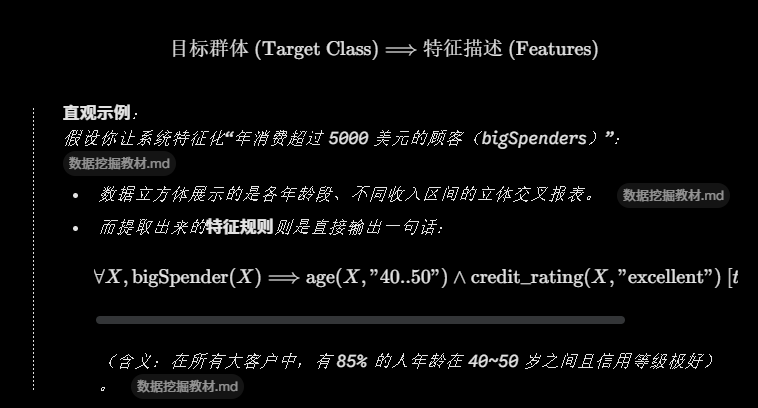 目标群体 (Target Class) ⟹ 特征描述 (Features)
直观示例：
假设你让系统特征化“年消费超过 5000 美元的顾客（bigSpenders）”：
数据挖掘教材.md
• 数据立方体展示的是各年龄段、不同收入区间的立体交叉报表。 数据挖掘教材.md
• 而提取出来的特征规则则是直接输出一句话：
∀X, bigSpender(X) ⟹ age(X, ”40..50”) ∧ credit_rating(X, ”excellent”) [t
（含义：在所有大客户中，有 85% 的人年龄在 40~50 岁之间且信用等级极好）
。 数据挖掘教材.md